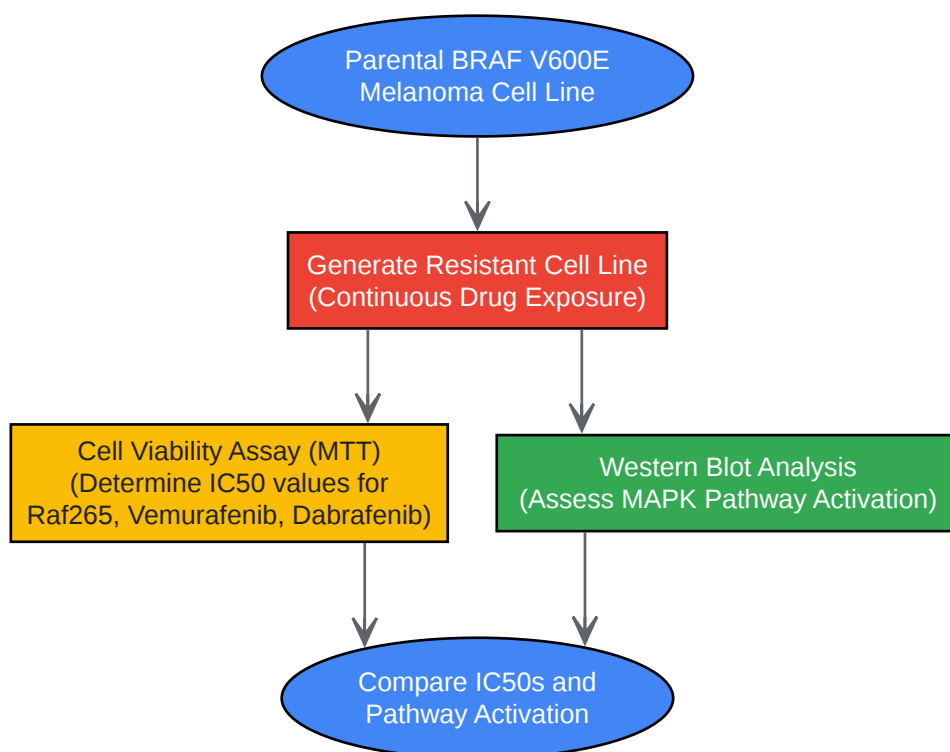 Parental BRAF V600E
Melanoma Cell Line
Generate Resistant Cell Line
(Continuous Drug Exposure)
Cell Viability Assay (MTT)
(Determine IC50 values for
Raf265, Vemurafenib, Dabrafenib)
Western Blot Analysis
(Assess MAPK Pathway Activation)
Compare IC50s and
Pathway Activation